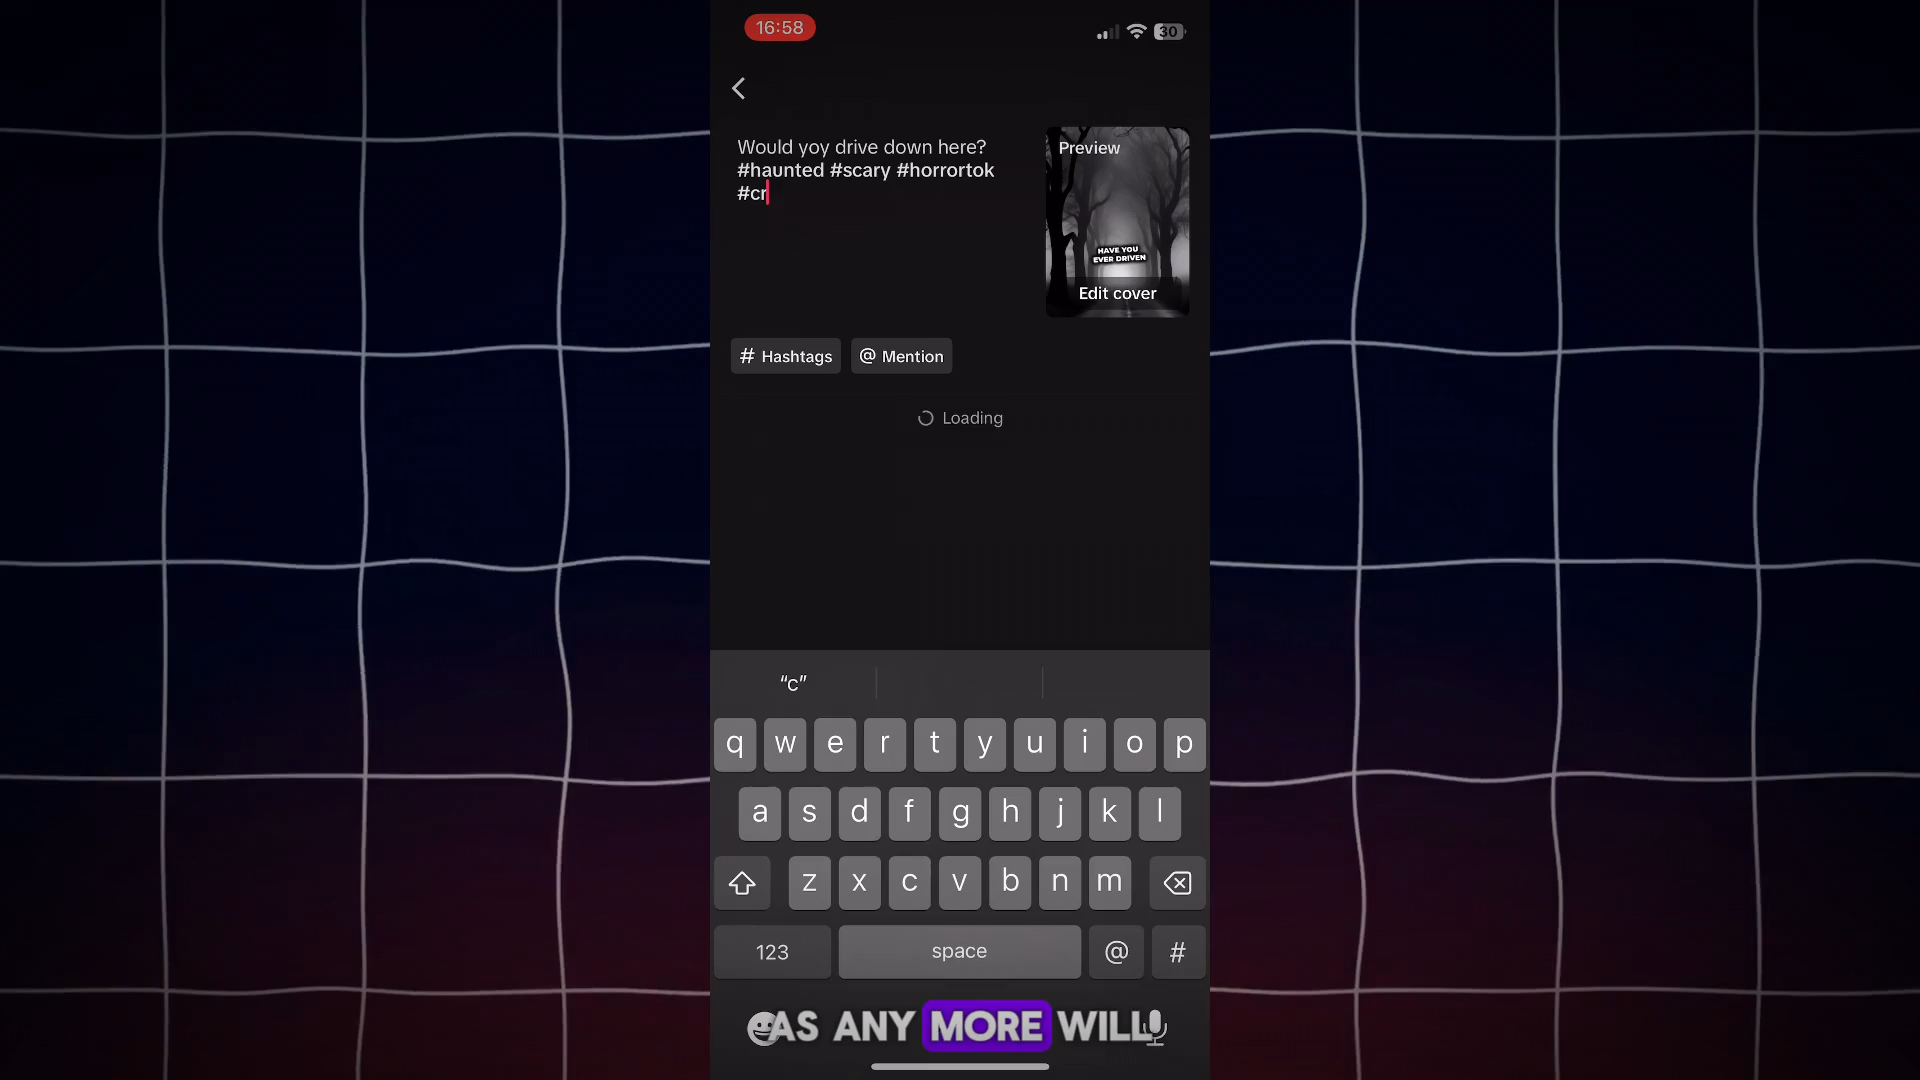 16:58
30
Would yoy drive down here?
#haunted #scary #horrortok
#cr
Preview
HAVE YOU
EVER DRIVEN
Edit cover
# Hashtags
@ Mention
Loading
“c”
q w e r t y u i o p
a s d f g h j k l
z x c v b n m
123 space @ #
AS ANY MORE WILL